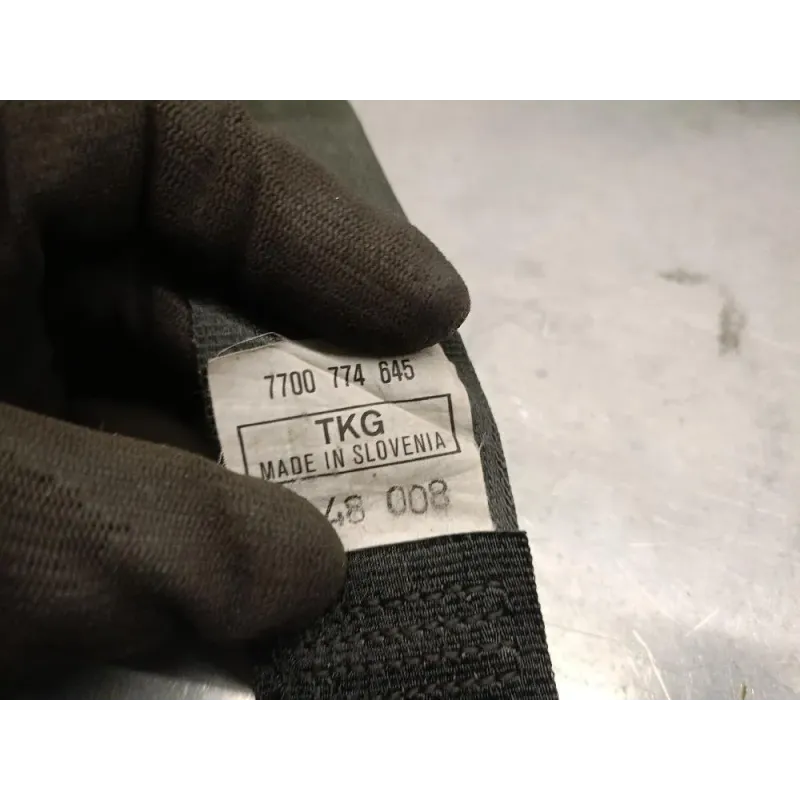 7700 774 645
TKG
MADE IN SLOVENIA
48 008